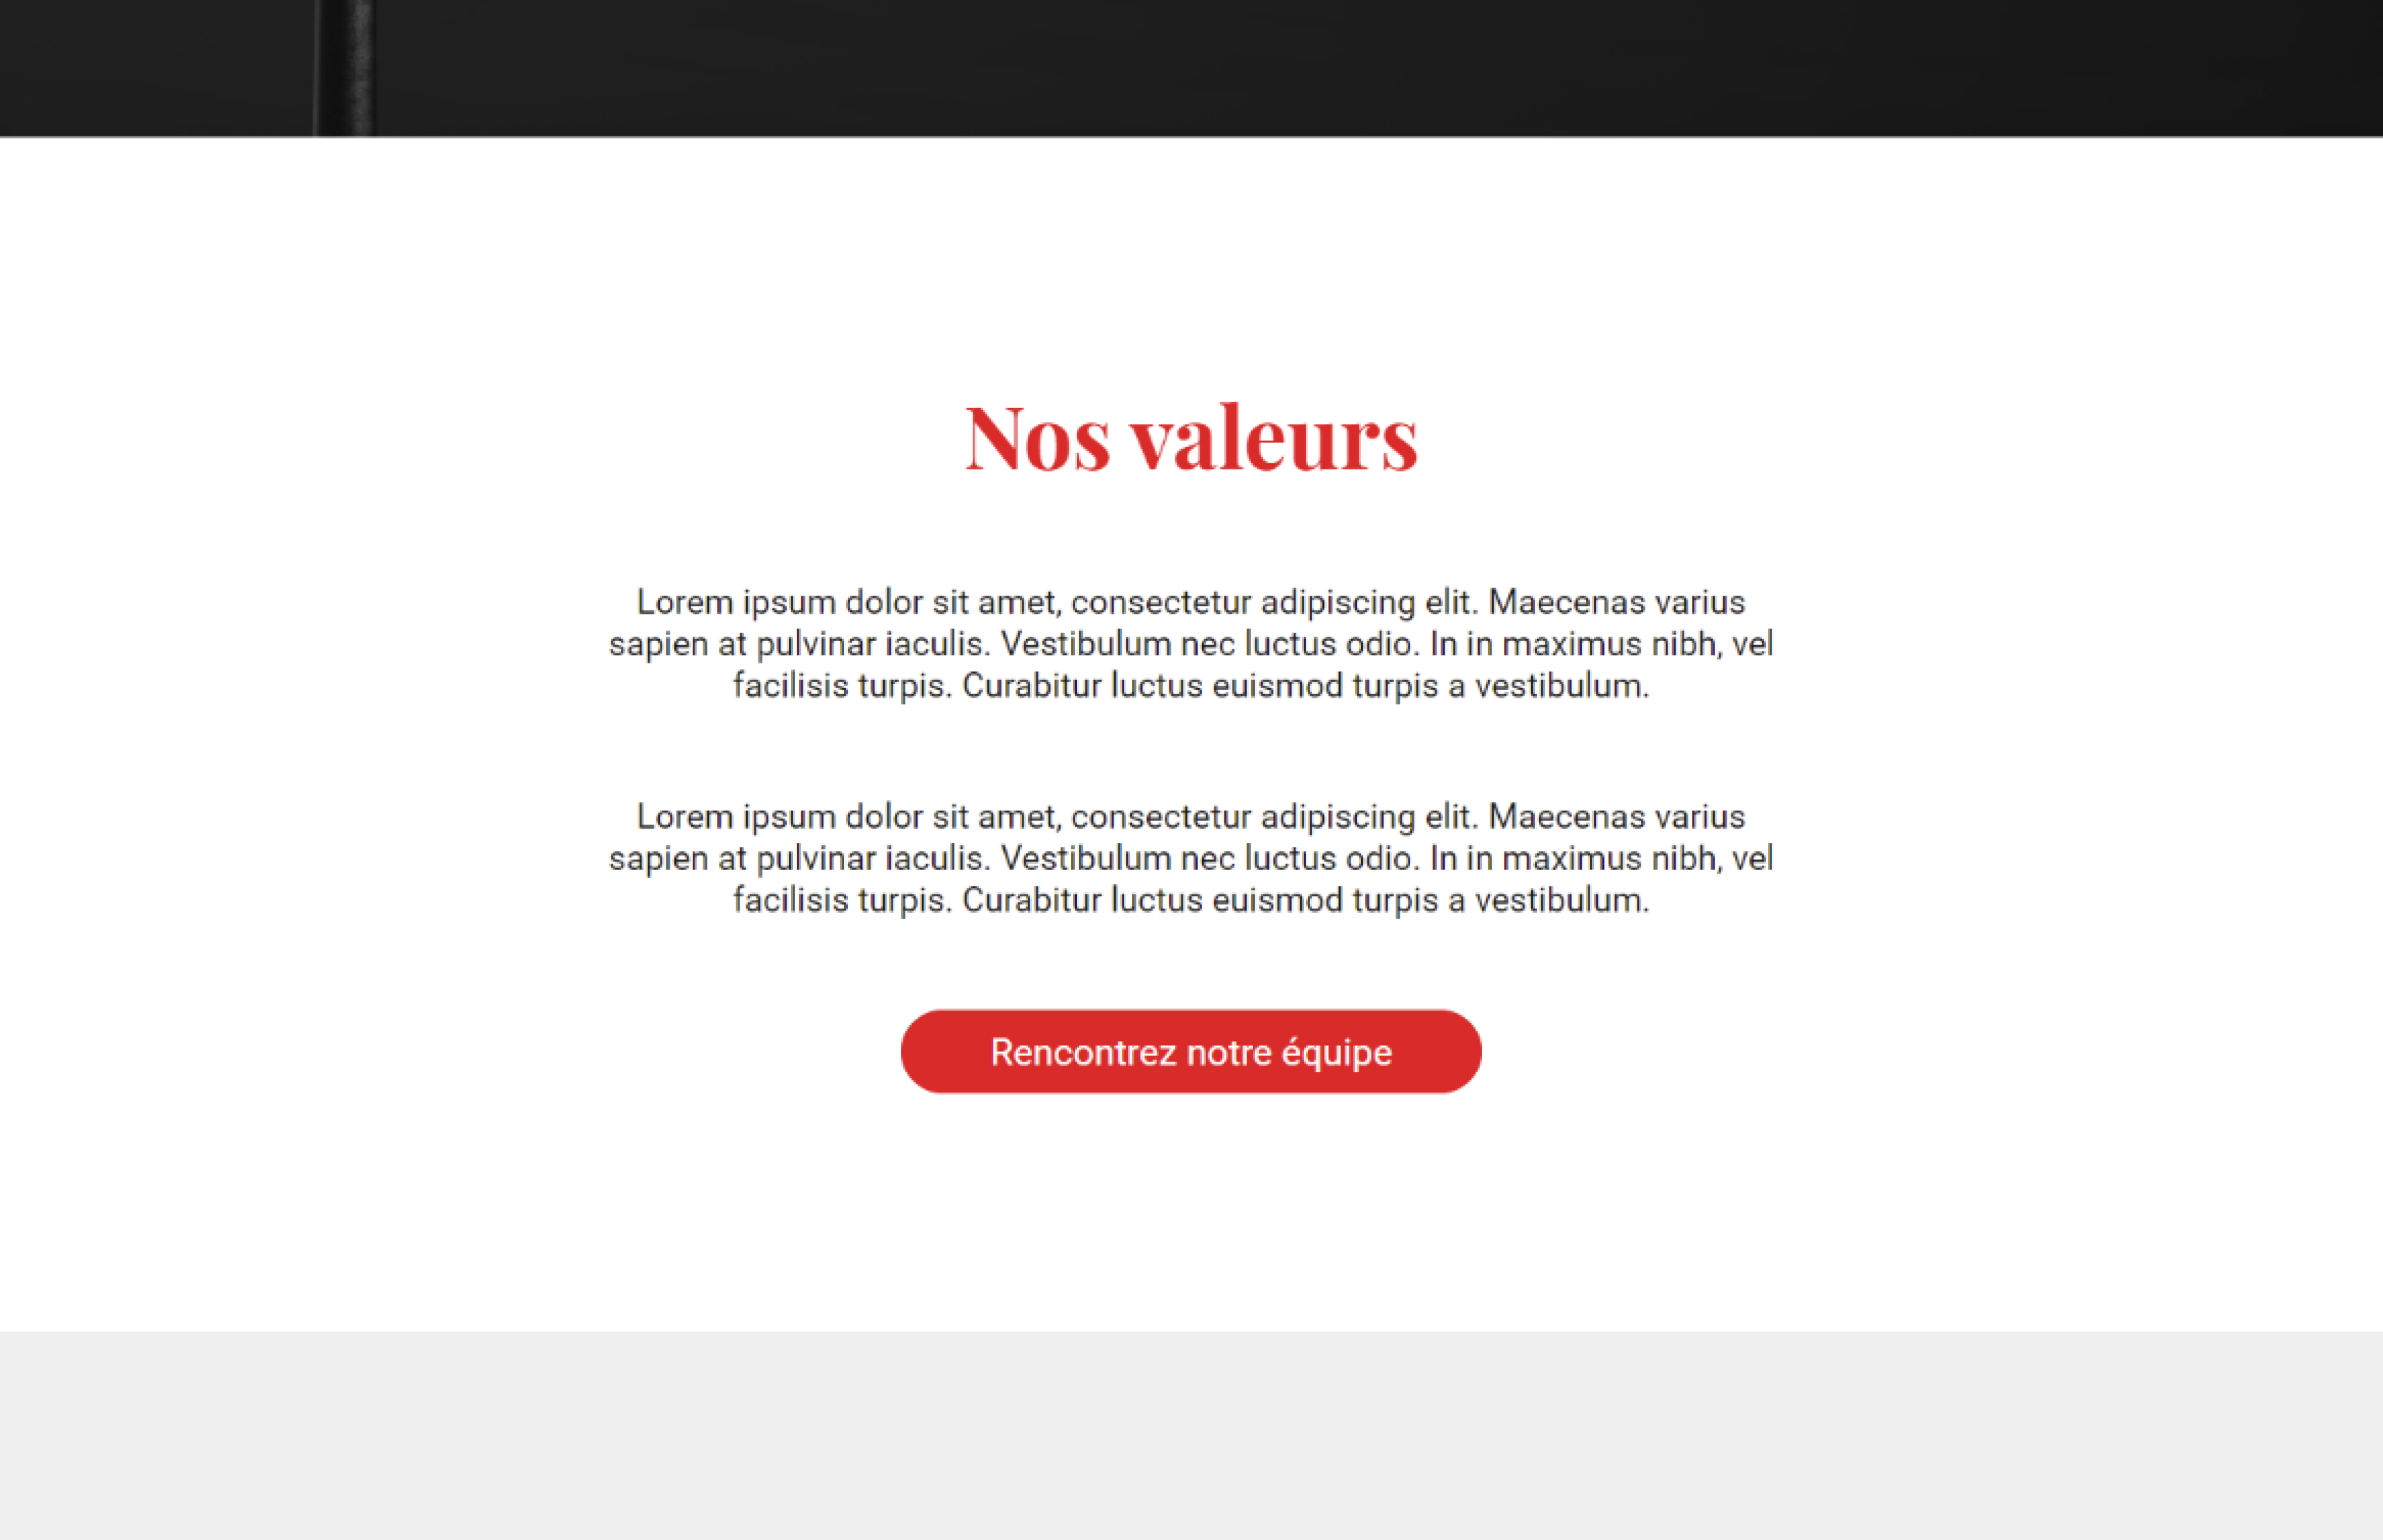 Nos valeurs
Lorem ipsum dolor sit amet, consectetur adipiscing elit. Maecenas varius
sapien at pulvinar iaculis. Vestibulum nec luctus odio. In in maximus nibh, vel
facilisis turpis. Curabitur luctus euismod turpis a vestibulum.
Lorem ipsum dolor sit amet, consectetur adipiscing elit. Maecenas varius
sapien at pulvinar iaculis. Vestibulum nec luctus odio. In in maximus nibh, vel
facilisis turpis. Curabitur luctus euismod turpis a vestibulum.
Rencontrez notre équipe